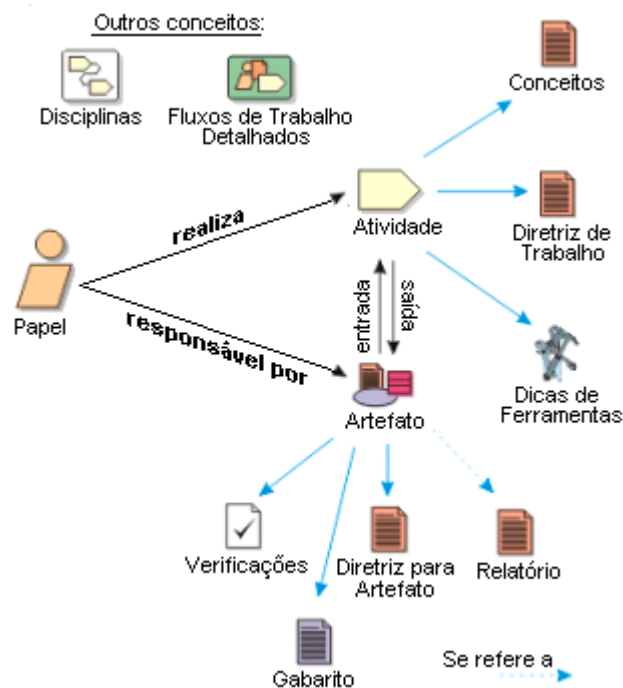 Outros conceitos:
Conceitos
Disciplinas
Fluxos de Trabalho
Detalhados
realiza
Atividade
Diretriz de
Trabalho
Papel
responsável por
entrada
saída
Dicas de
Ferramentas
Artefato
Verificações
Diretriz para
Artefato
Relatório
Gabarito
Se refere a